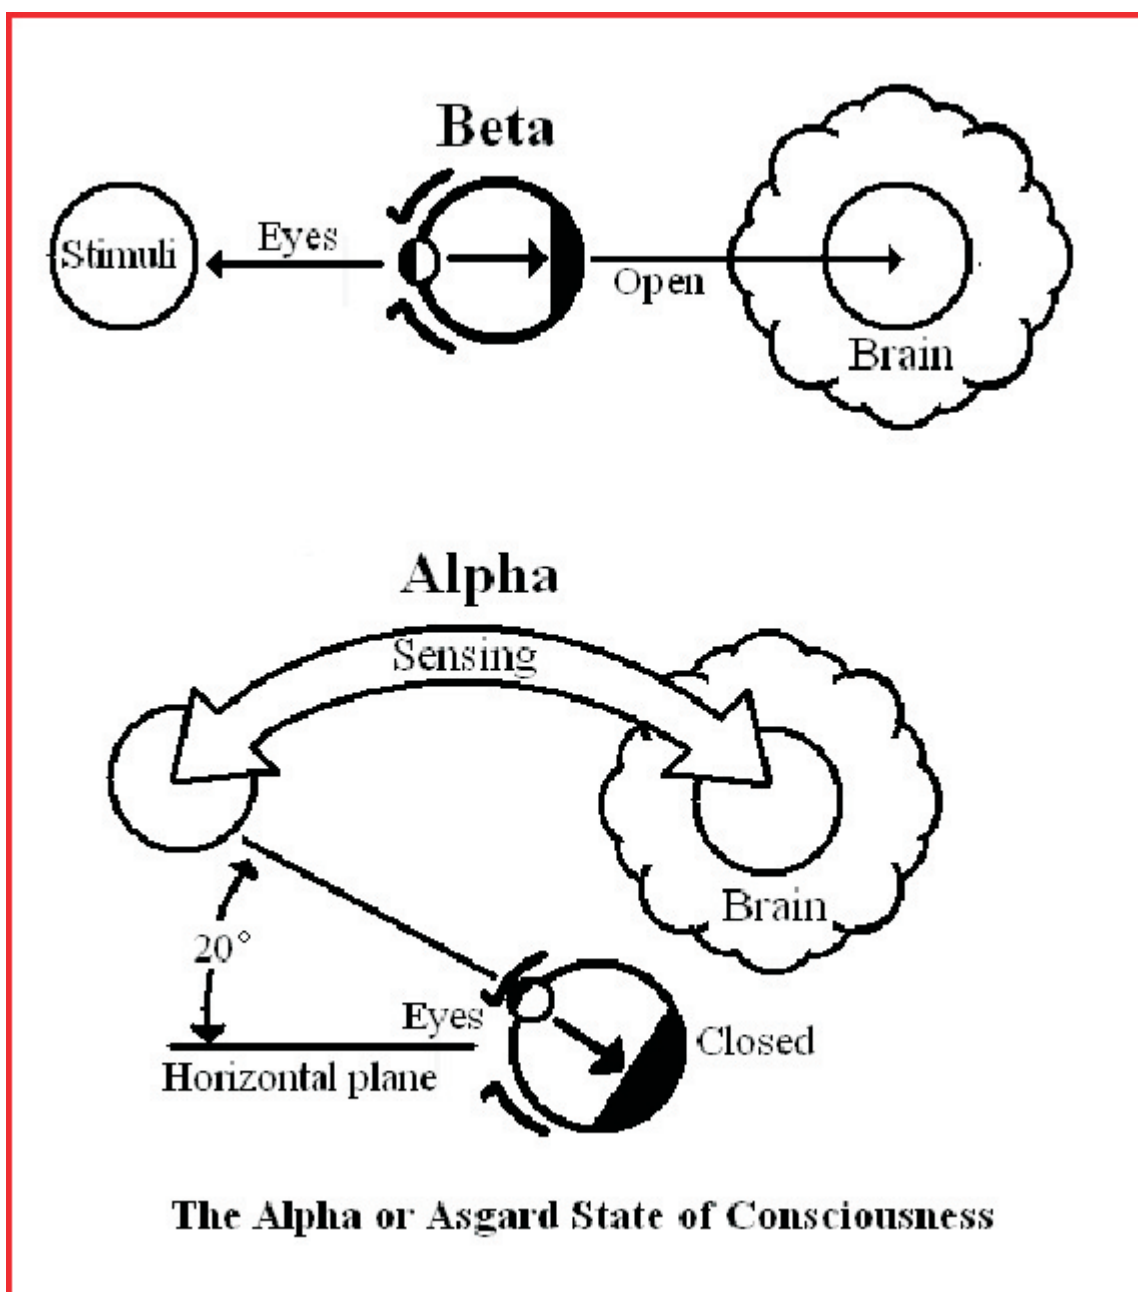 Beta
Stimuli
Eyes
Open
Brain
Alpha
Sensing
Brain
20°
Eyes
Closed
Horizontal plane
The Alpha or Asgard State of Consciousness